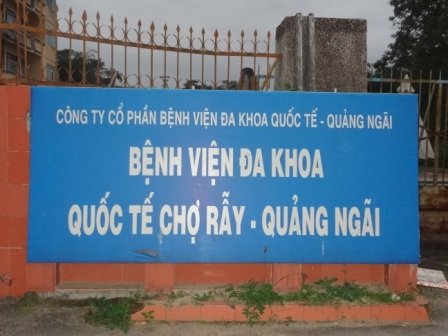 CÔNG TY CỔ PHẦN BỆNH VIỆN ĐA KHOA QUỐC TẾ - QUẢNG NGÃI
BỆNH VIỆN ĐA KHOA
QUỐC TẾ CHỢ RẪY - QUẢNG NGÃI